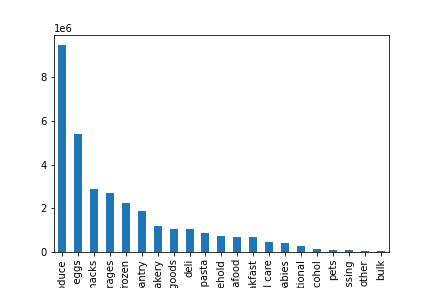 1e6
8
6
4
2
0
oduce
eggs
nacks
rages
rozen
antry
akery
goods
deli
pasta
ehold
afood
kfast
l care
abies
tional
cohol
pets
ssing
other
bulk